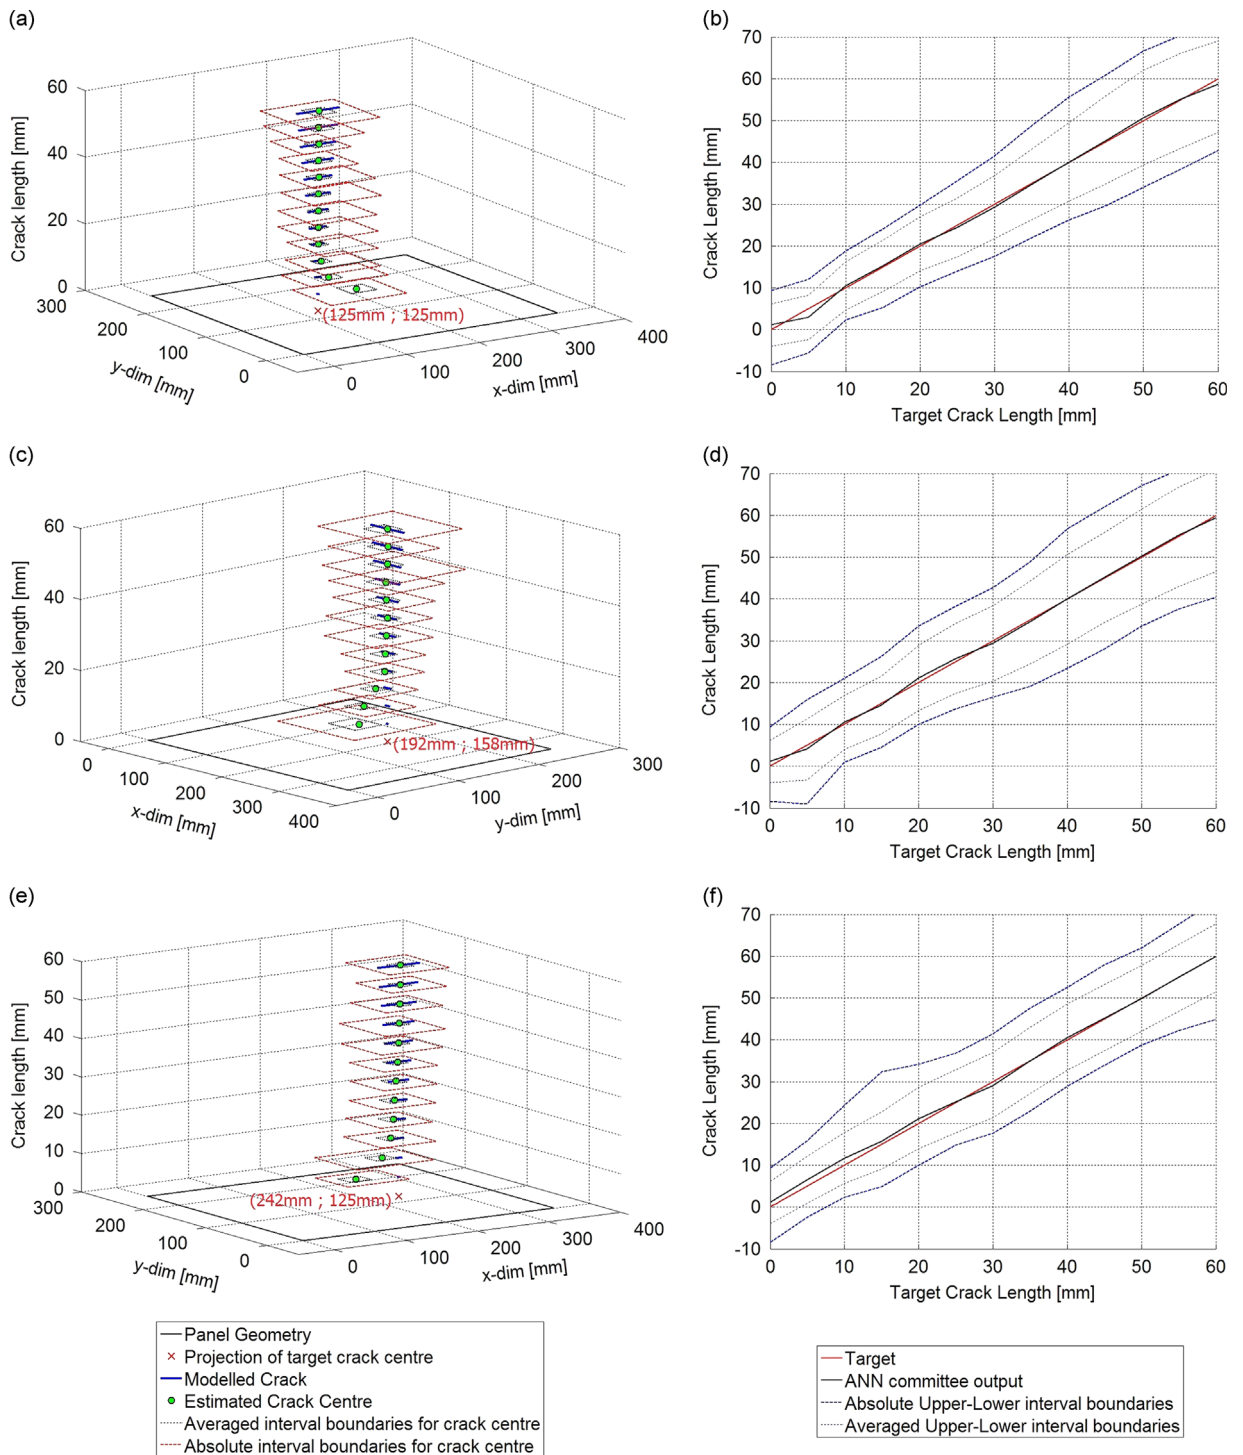 (a)
60
40
20
0
Crack length [mm]
300
200
100
0
y-dim [mm]
0
100
200
300
400
x-dim [mm]
(125mm ; 125mm)
(b)
70
60
50
40
30
20
10
0
-10
Crack Length [mm]
0
10
20
30
40
50
60
Target Crack Length [mm]
(c)
60
40
20
0
Crack length [mm]
0
100
200
300
400
x-dim [mm]
0
100
200
300
y-dim [mm]
(192mm ; 158mm)
(d)
70
60
50
40
30
20
10
0
-10
Crack Length [mm]
0
10
20
30
40
50
60
Target Crack Length [mm]
(e)
60
50
40
30
20
10
0
Crack length [mm]
300
200
100
0
y-dim [mm]
0
100
200
300
400
x-dim [mm]
(242mm ; 125mm)
(f)
70
60
50
40
30
20
10
0
-10
Crack Length [mm]
0
10
20
30
40
50
60
Target Crack Length [mm]
Panel Geometry
Projection of target crack centre
Modelled Crack
Estimated Crack Centre
Averaged interval boundaries for crack centre
Absolute interval boundaries for crack centre
Target
ANN committee output
Absolute Upper-Lower interval boundaries
Averaged Upper-Lower interval boundaries